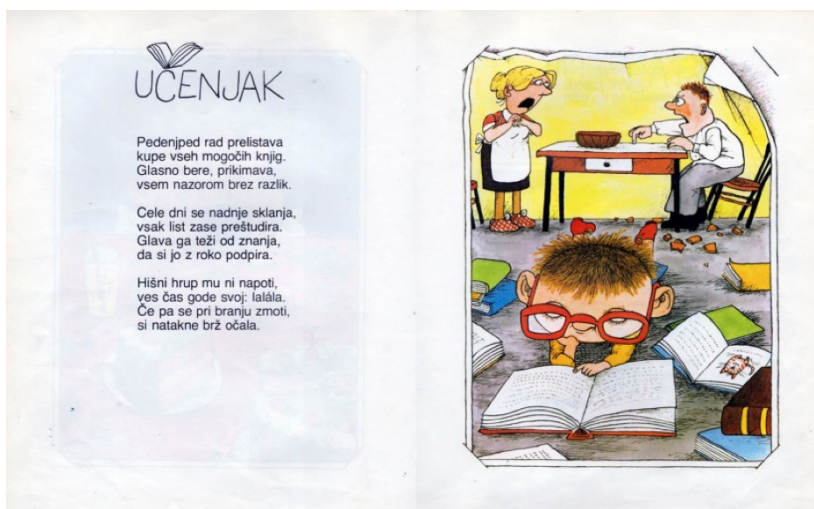 UČENJAK
Pedenjped rad prelistava
kupe vseh mogočih knjig.
Glasno bere, prikimava,
vsem nazorom brez razlik.
Cele dni se nadnje sklanja,
vsak list zase preštudira.
Glava ga teži od znanja,
da si jo z roko podpira.
Hišni hrup mu ni napoti,
ves čas gode svoj: lalála.
Če pa se pri branju zmoti,
si natakne brž očala.